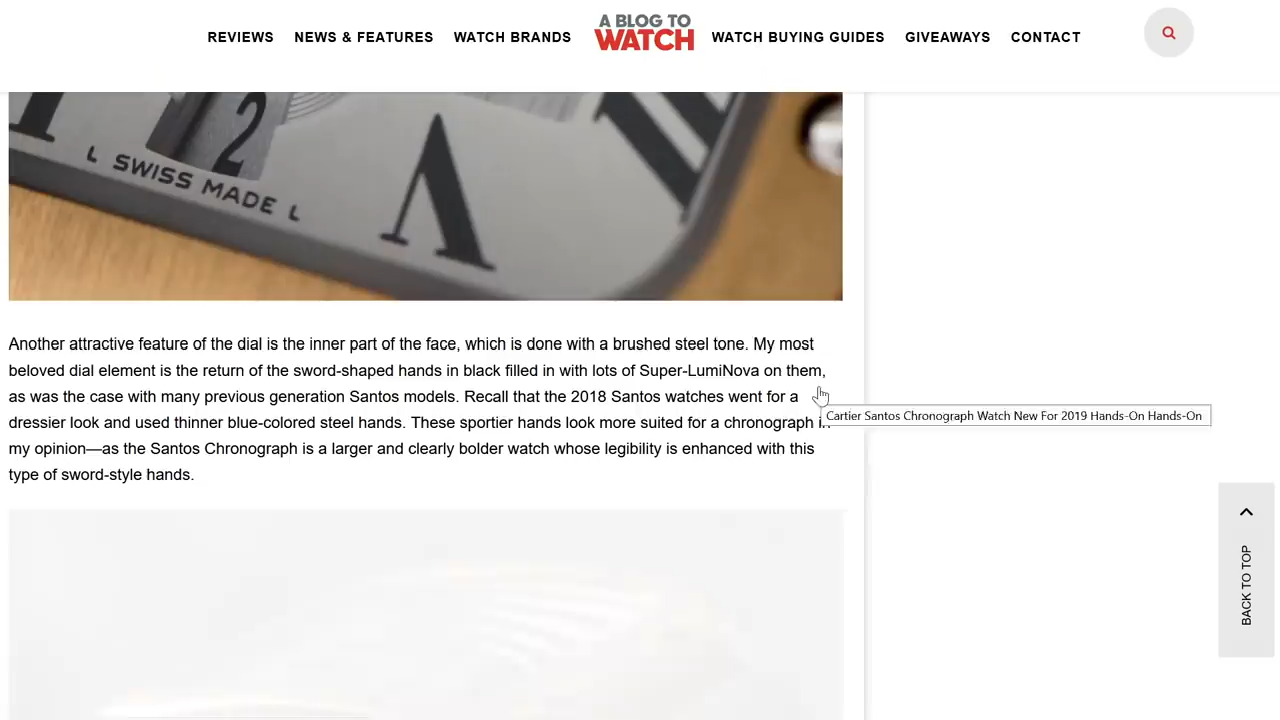 REVIEWS NEWS & FEATURES WATCH BRANDS A BLOG TO WATCH WATCH BUYING GUIDES GIVEAWAYS CONTACT
2
L SWISS MADE L
Another attractive feature of the dial is the inner part of the face, which is done with a brushed steel tone. My most
beloved dial element is the return of the sword-shaped hands in black filled in with lots of Super-LumiNova on them,
as was the case with many previous generation Santos models. Recall that the 2018 Santos watches went for a
Cartier Santos Chronograph Watch New For 2019 Hands-On Hands-On
dressier look and used thinner blue-colored steel hands. These sportier hands look more suited for a chronograph in
my opinion—as the Santos Chronograph is a larger and clearly bolder watch whose legibility is enhanced with this
type of sword-style hands.
BACK TO TOP